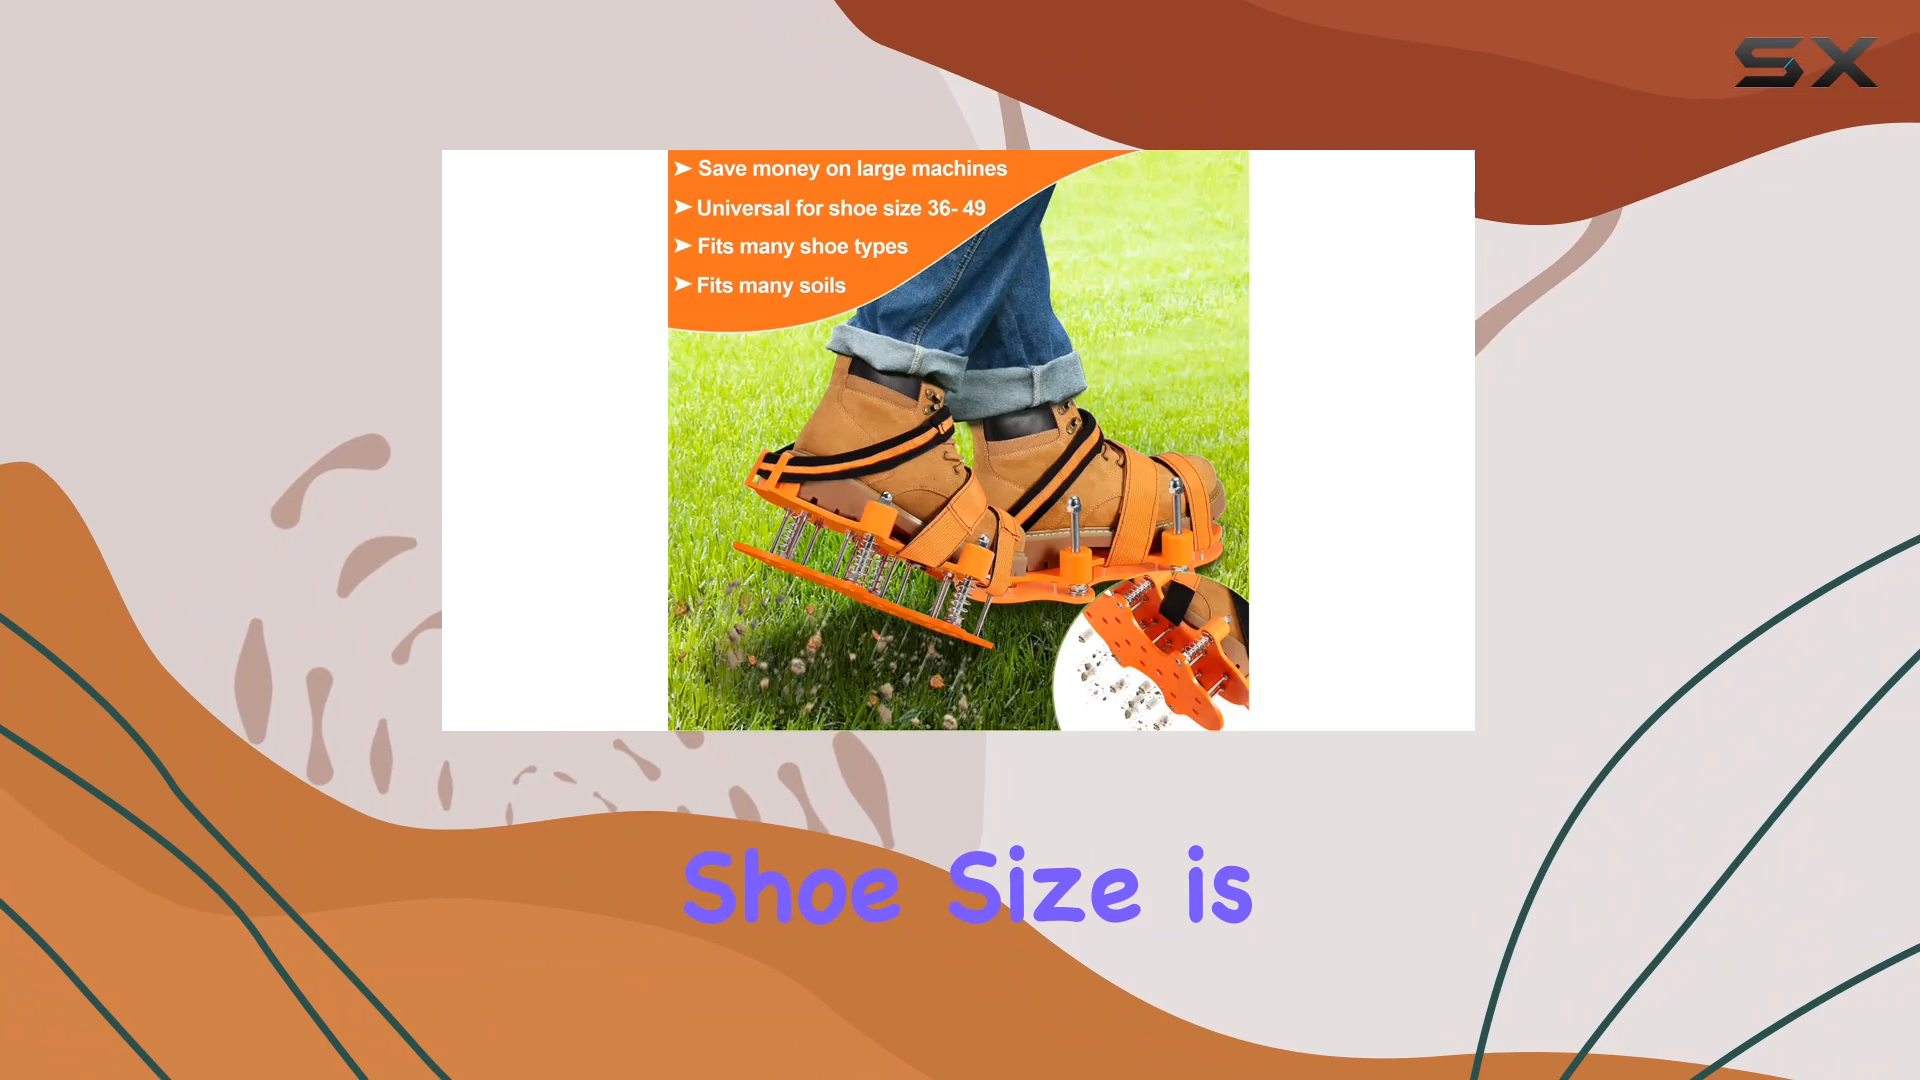 SX
Save money on large machines
Universal for shoe size 36- 49
Fits many shoe types
Fits many soils
Shoe Size is